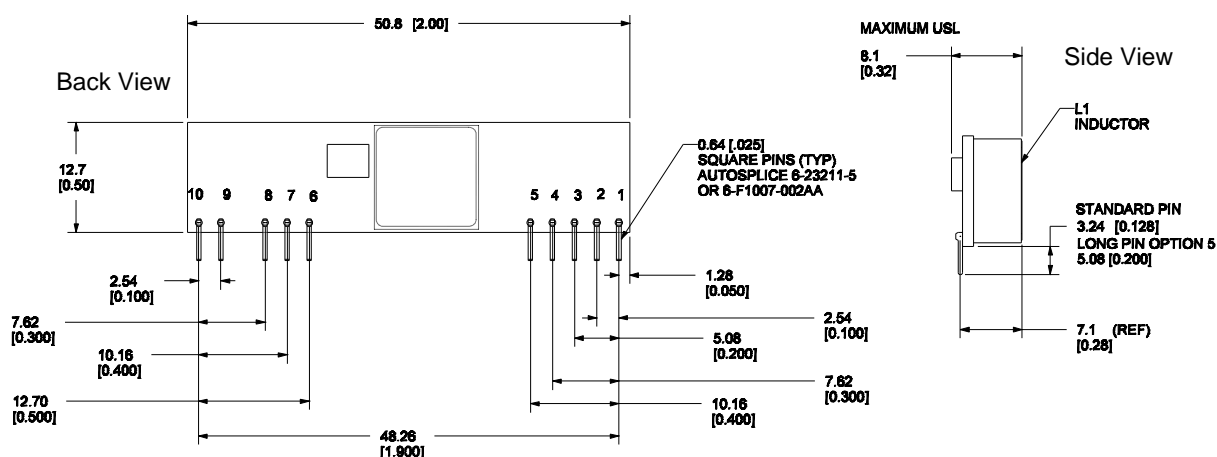 50.8 [2.00]
Back View
12.7
[0.50]
10 9 8 7 6
5 4 3 2 1
0.64 [.025]
SQUARE PINS (TYP)
AUTOSPLICE 6-23211-5
OR 6-F1007-002AA
2.54
[0.100]
7.62
[0.300]
10.16
[0.400]
12.70
[0.500]
48.26
[1.900]
1.28
[0.050]
2.54
[0.100]
5.08
[0.200]
7.62
[0.300]
10.16
[0.400]
MAXIMUM USL
8.1
[0.32]
Side View
L1
INDUCTOR
STANDARD PIN
3.24 [0.128]
LONG PIN OPTION 5
5.08 [0.200]
7.1 (REF)
[0.28]